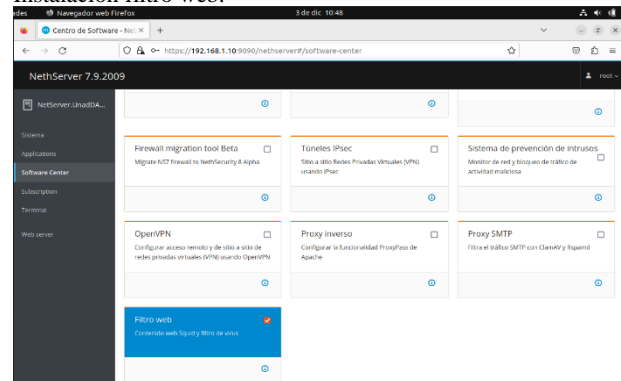 Instalación filtro web.
ades Navegador web Firefox 3 de dic 10:48
Centro de Software - Net × +
https://192.168.1.10:9090/nethserver#/software-center
NethServer 7.9.2009 root
NetServer.UnadDA...
Sistema
Applications
Software Center
Subscription
Terminal
Web server
Firewall migration tool Beta
Migrate NS7 firewall to NethSecurity 8 Alpha
Túneles IPsec
Sitio a sitio Redes Privadas Virtuales (VPN)
usando IPsec
Sistema de prevención de intrusos
Monitor de red y bloqueo de tráfico de
actividad maliciosa
OpenVPN
Configurar acceso remoto y de sitio a sitio de
redes privadas virtuales (VPN) usando OpenVPN
Proxy inverso
Configurar la funcionalidad ProxyPass de
Apache
Proxy SMTP
Filtra el tráfico SMTP con ClamAV y Rspamd
Filtro web
Contenido web Squid y filtro de virus